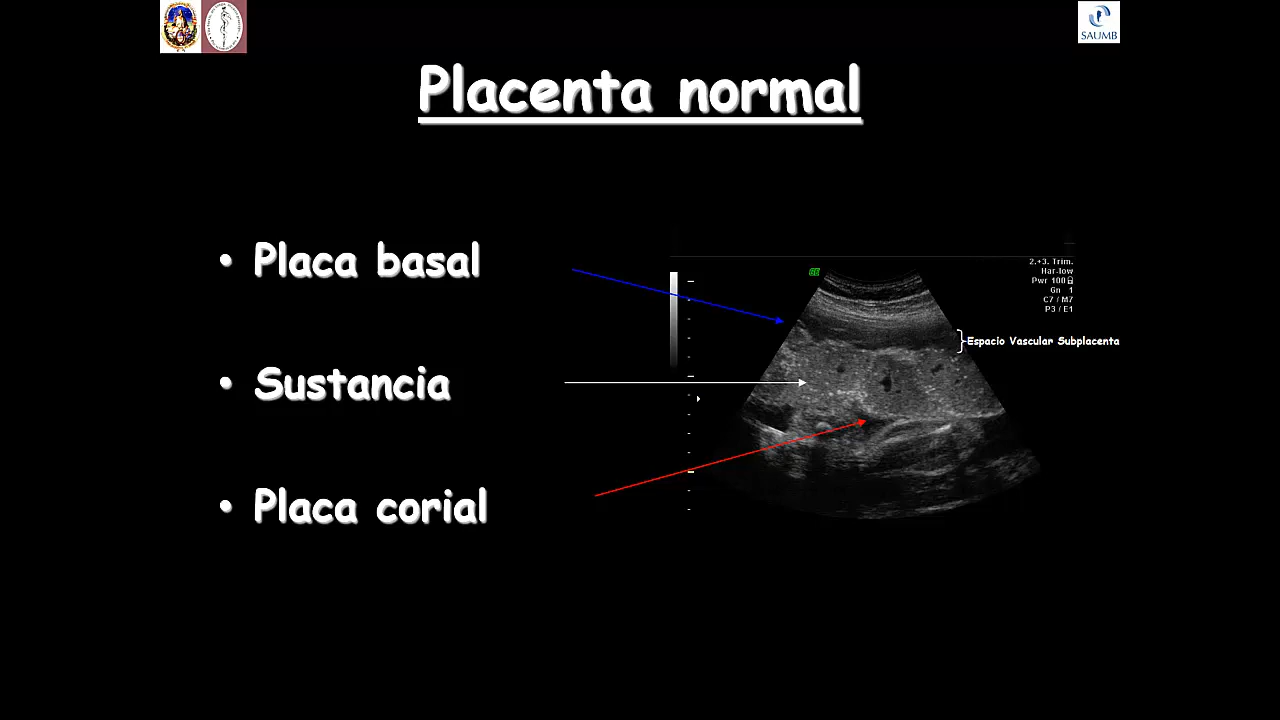 SAUMB
Placenta normal
• Placa basal
• Sustancia
• Placa corial
GE
2.+3. Trim.
Har-low
Pwr 100
Gn 1
C7 / M7
P3 / E1
Espacio Vascular Subplacenta